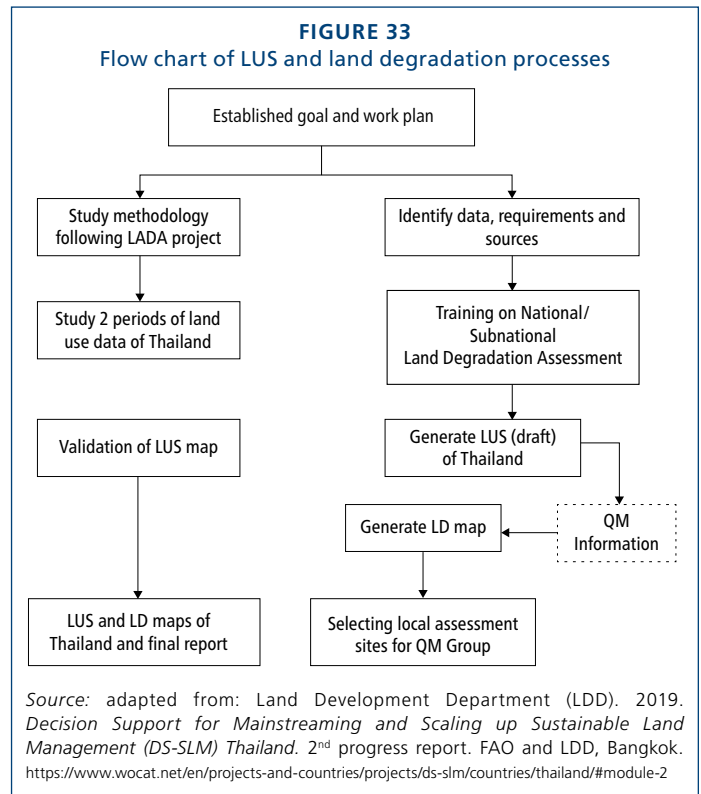 FIGURE 33
Flow chart of LUS and land degradation processes
Established goal and work plan
Study methodology
following LADA project
Identify data, requirements and
sources
Study 2 periods of land
use data of Thailand
Training on National/
Subnational
Land Degradation Assessment
Validation of LUS map
Generate LUS (draft)
of Thailand
Generate LD map
QM
Information
LUS and LD maps of
Thailand and final report
Selecting local assessment
sites for QM Group
Source: adapted from: Land Development Department (LDD). 2019.
Decision Support for Mainstreaming and Scaling up Sustainable Land
Management (DS-SLM) Thailand. 2nd progress report. FAO and LDD, Bangkok.
https://www.wocat.net/en/projects-and-countries/projects/ds-slm/countries/thailand/#module-2